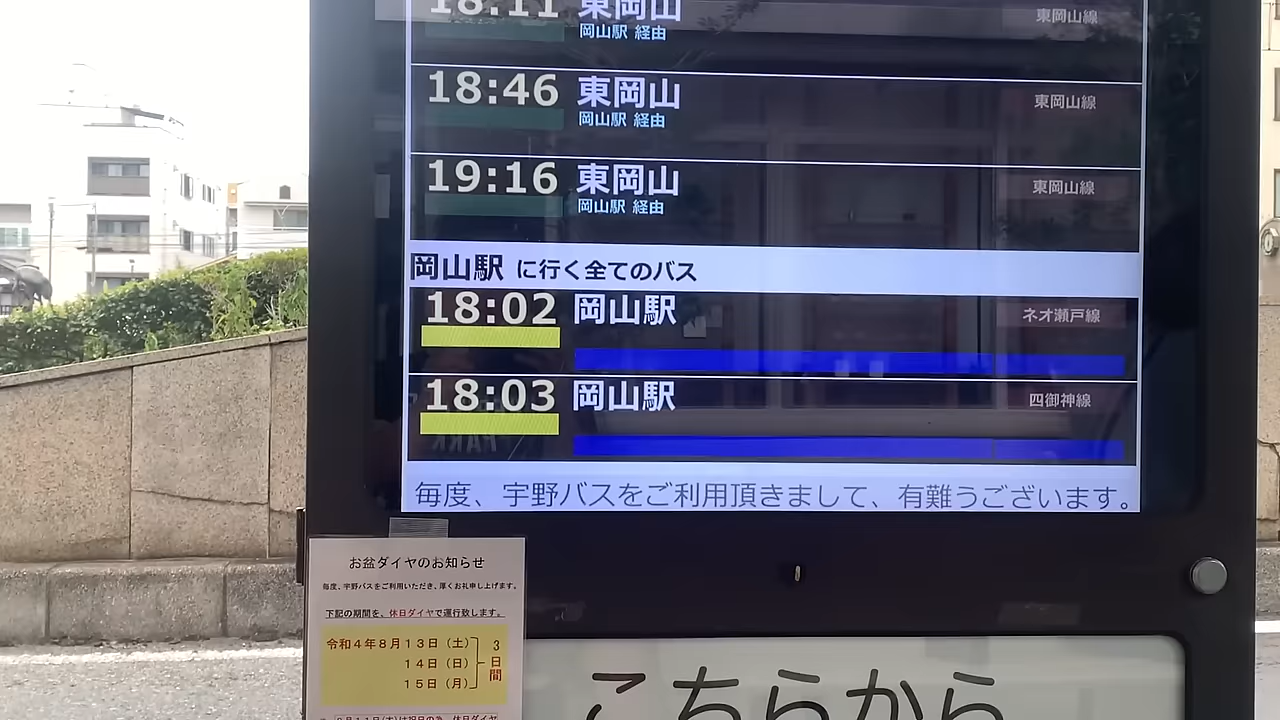 18:11 東岡山 東岡山線
岡山駅 経由
18:46 東岡山 東岡山線
岡山駅 経由
19:16 東岡山 東岡山線
岡山駅 経由
岡山駅 に行く全てのバス
18:02 岡山駅 ネオ瀬戸線
18:03 岡山駅 四御神線
毎度、宇野バスをご利用頂きまして、有難うございます。
お盆ダイヤのお知らせ
毎度、宇野バスをご利用いただき、厚くお礼申し上げます。
下記の期間を、休日ダイヤで運行致します。
令和4年8月13日（土）
14日（日）
15日（月）
3日間
こちらから